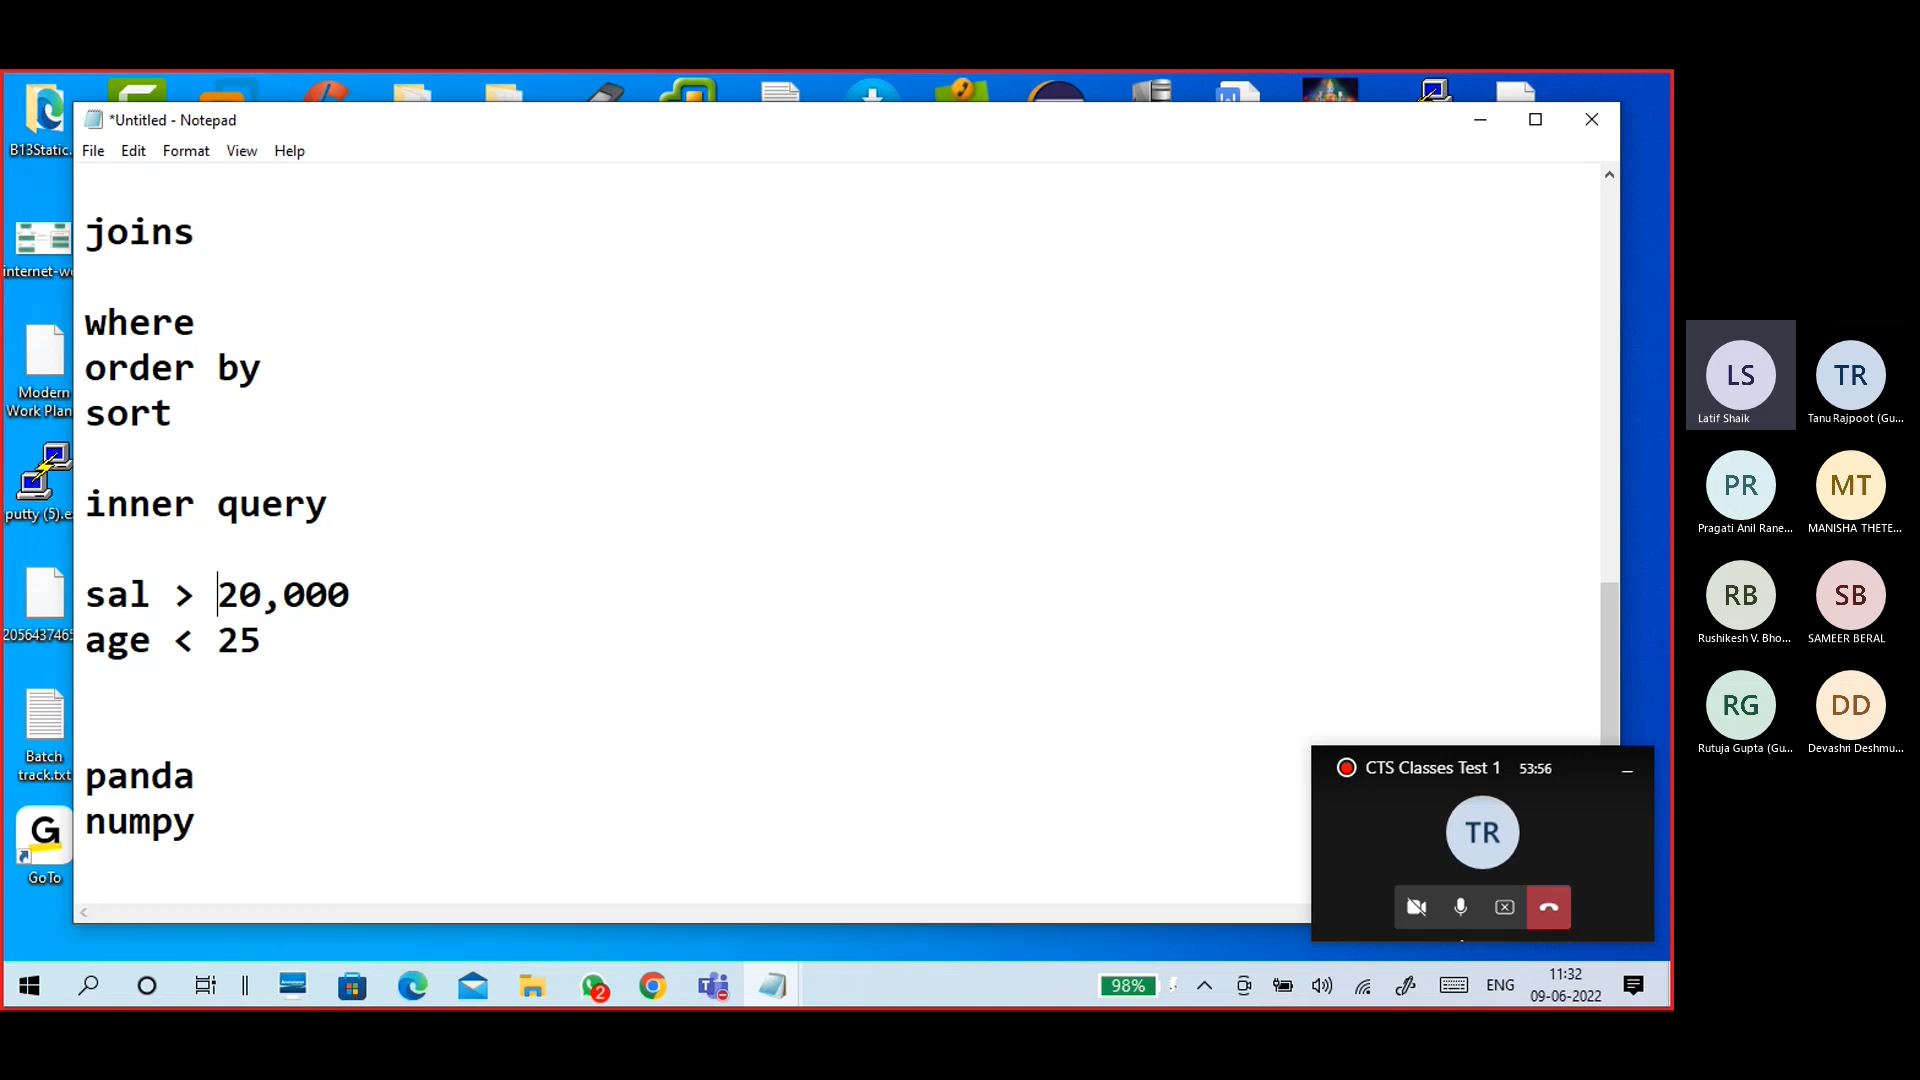 B13Static.
*Untitled - Notepad
File Edit Format View Help
joins
where
order by
sort
inner query
sal > 20,000
age < 25
panda
numpy
internet-we
Modern
Work Plan
putty (5).e
2056437465
Batch
track.txt
G
GoTo
CTS Classes Test 1 53:56
TR
98%
2
ENG
11:32
09-06-2022
LS
Latif Shaik
TR
Tanu Rajpoot (Gu...
PR
Pragati Anil Rane...
MT
MANISHA THETE...
RB
Rushikesh V. Bho...
SB
SAMEER BERAL
RG
Rutuja Gupta (Gu...
DD
Devashri Deshmu...